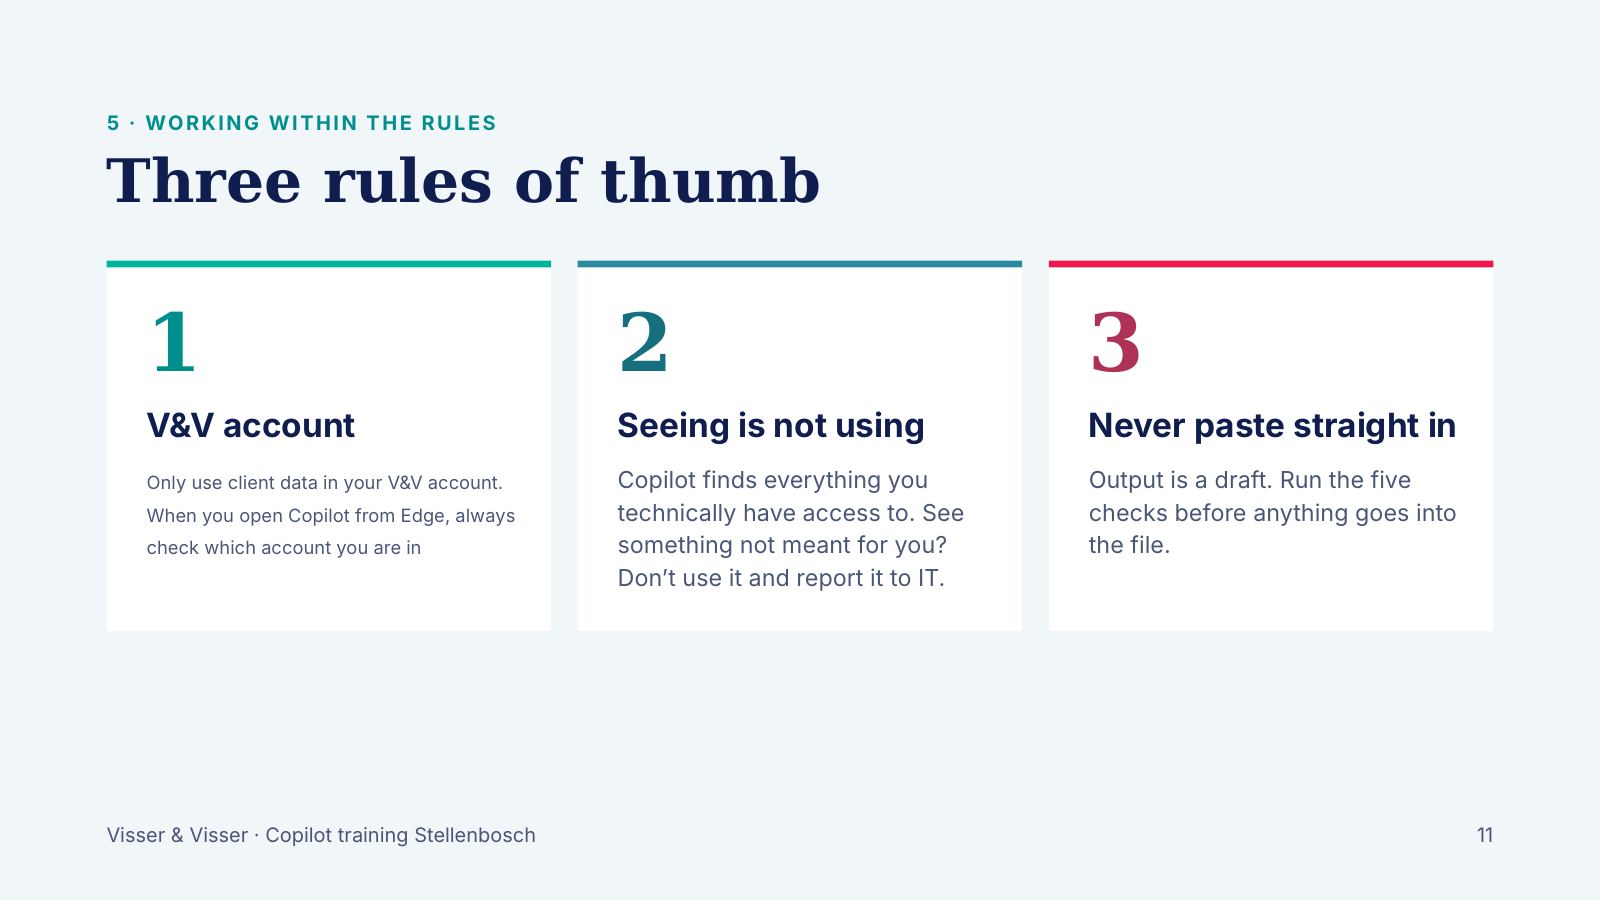 5 · WORKING WITHIN THE RULES
Three rules of thumb
1
V&V account
Only use client data in your V&V account.
When you open Copilot from Edge, always
check which account you are in
2
Seeing is not using
Copilot finds everything you
technically have access to. See
something not meant for you?
Don’t use it and report it to IT.
3
Never paste straight in
Output is a draft. Run the five
checks before anything goes into
the file.
Visser & Visser · Copilot training Stellenbosch
11